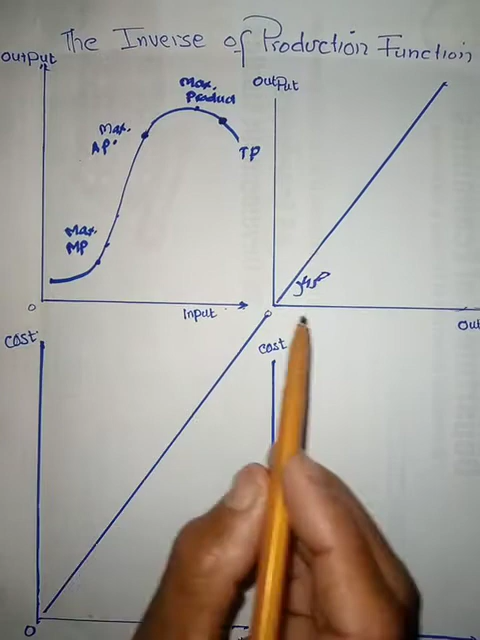 The Inverse of Production Function
Output
Max.
Product
Max.
AP.
TP
Max.
MP
0
Input
Output
45°
0
Out
Cost
0
Cost